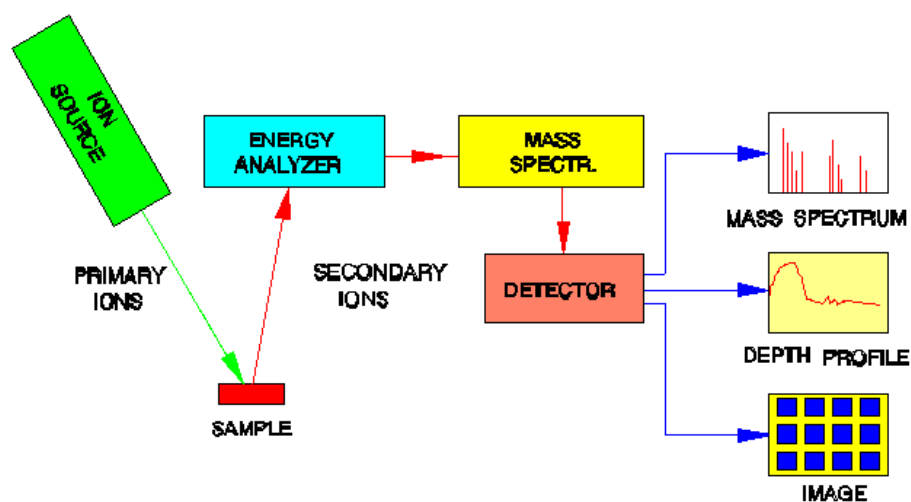 ION
SOURCE
ENERGY
ANALYZER
MASS
SPECTR.
MASS SPECTRUM
PRIMARY
IONS
SECONDARY
IONS
DETECTOR
DEPTH PROFILE
SAMPLE
IMAGE